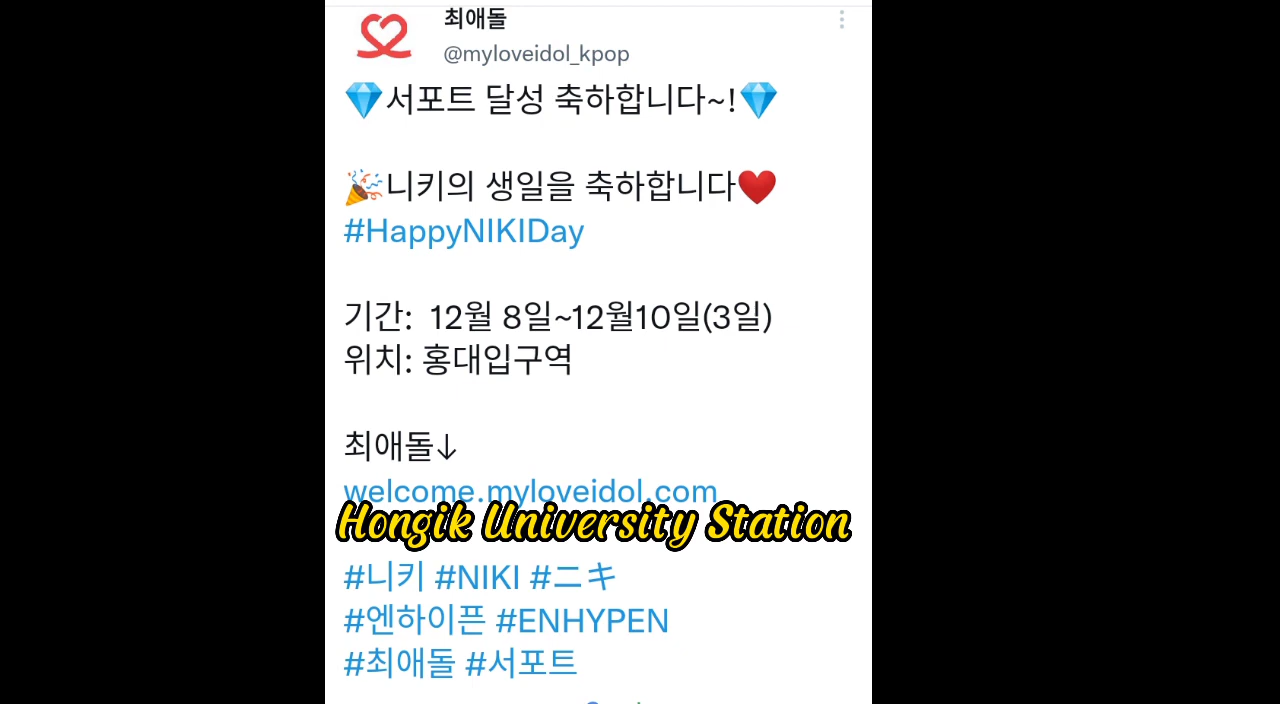 최애돌
@myloveidol_kpop
💎서포트 달성 축하합니다~!💎
🎉니키의 생일을 축하합니다❤️
#HappyNIKIDay
기간:  12월 8일~12월10일(3일)
위치: 홍대입구역
최애돌↓
welcome.myloveidol.com
Hongik University Station
#니키 #NIKI #ニキ
#엔하이픈 #ENHYPEN
#최애돌 #서포트